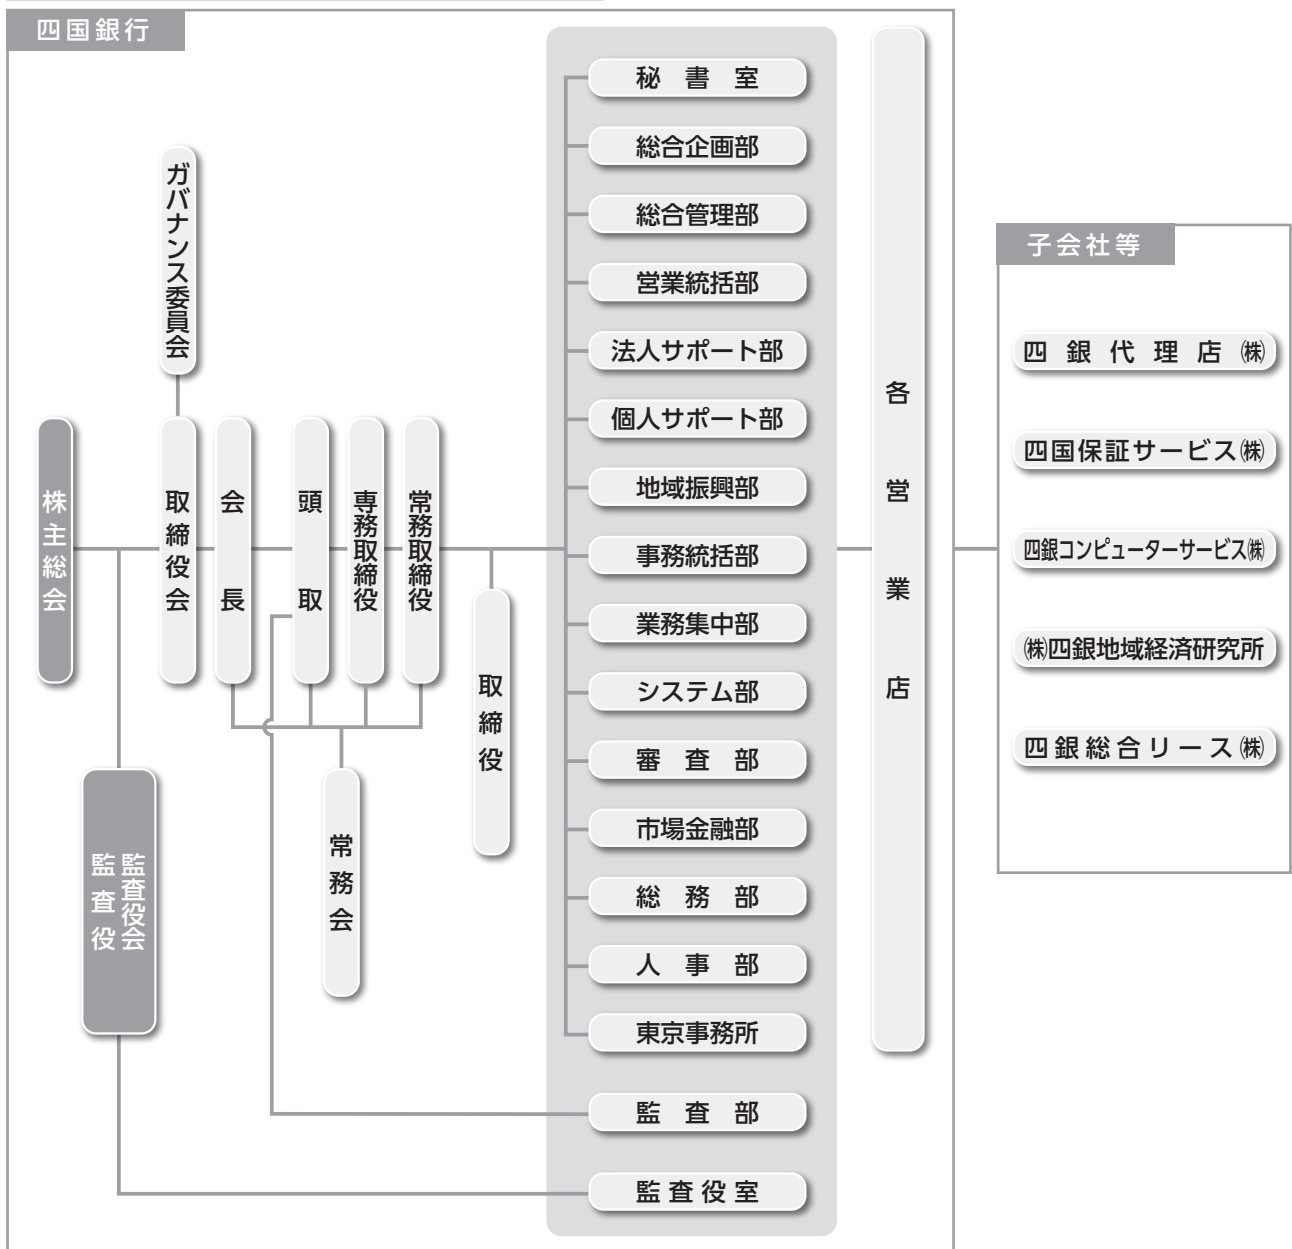 四国銀行
秘書室
総合企画部
総合管理部
営業統括部
法人サポート部
個人サポート部
地域振興部
事務統括部
業務集中部
システム部
審査部
市場金融部
総務部
人事部
東京事務所
監査部
監査役室
ガバナンス委員会
株主総会
取締役会
会長
頭取
専務取締役
常務取締役
取締役
監査役会
監査役
常務会
各営業店
子会社等
四銀代理店㈱
四国保証サービス㈱
四銀コンピューターサービス㈱
㈱四銀地域経済研究所
四銀総合リース㈱